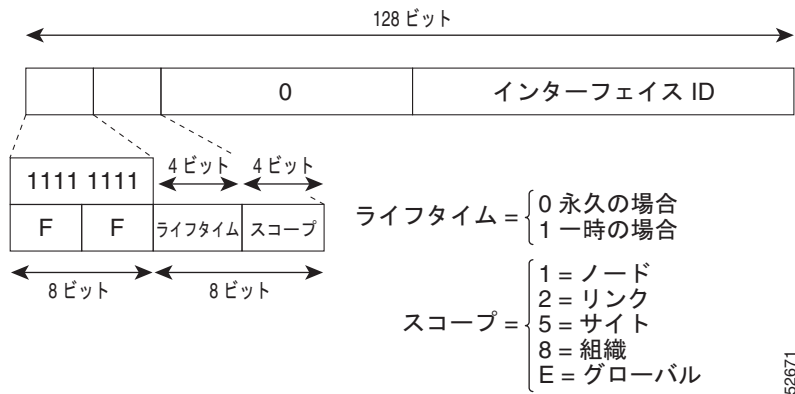 128 ビット
0
インターフェイス ID
4 ビット 4 ビット
1111 1111
F F ライフタイム スコープ
8 ビット 8 ビット
ライフタイム = 0 永久の場合
1 一時の場合
スコープ = 1 = ノード
2 = リンク
5 = サイト
8 = 組織
E = グローバル
52671